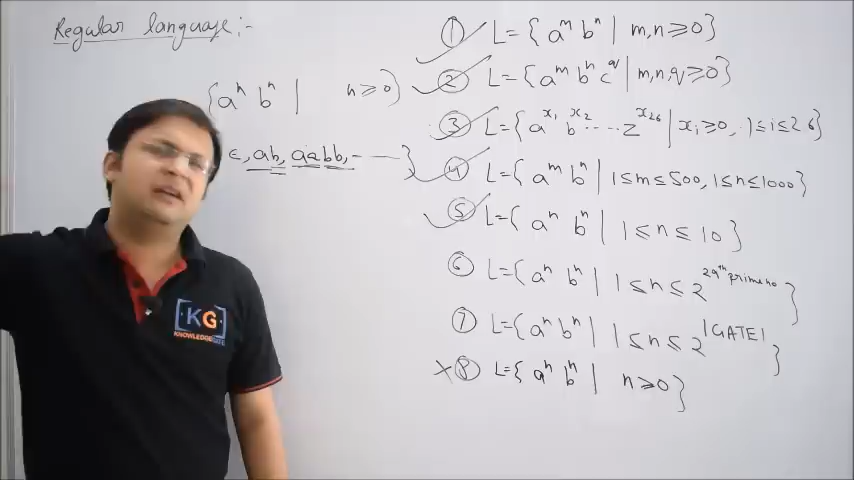 Regular language :-
{ aⁿ bⁿ | n ≥ 0 }
ϵ, ab, aabb, - - - - }
① L = { aᵐ bⁿ | m,n ≥ 0 }
② L = { aᵐ bⁿ c^q | m,n,q ≥ 0 }
③ L = { a^x₁ b^x₂ ---- z^x₂₆ | xᵢ ≥ 0, 1 ≤ i ≤ 26 }
④ L = { aᵐ bⁿ | 1 ≤ m ≤ 500, 1 ≤ n ≤ 1000 }
⑤ L = { aⁿ bⁿ | 1 ≤ n ≤ 10 }
⑥ L = { aⁿ bⁿ | 1 ≤ n ≤ 2^29th prime no }
⑦ L = { aⁿ bⁿ | 1 ≤ n ≤ 2^|GATE| }
× ⑧ L = { aⁿ bⁿ | n ≥ 0 }
KG
KNOWLEDGE GATE